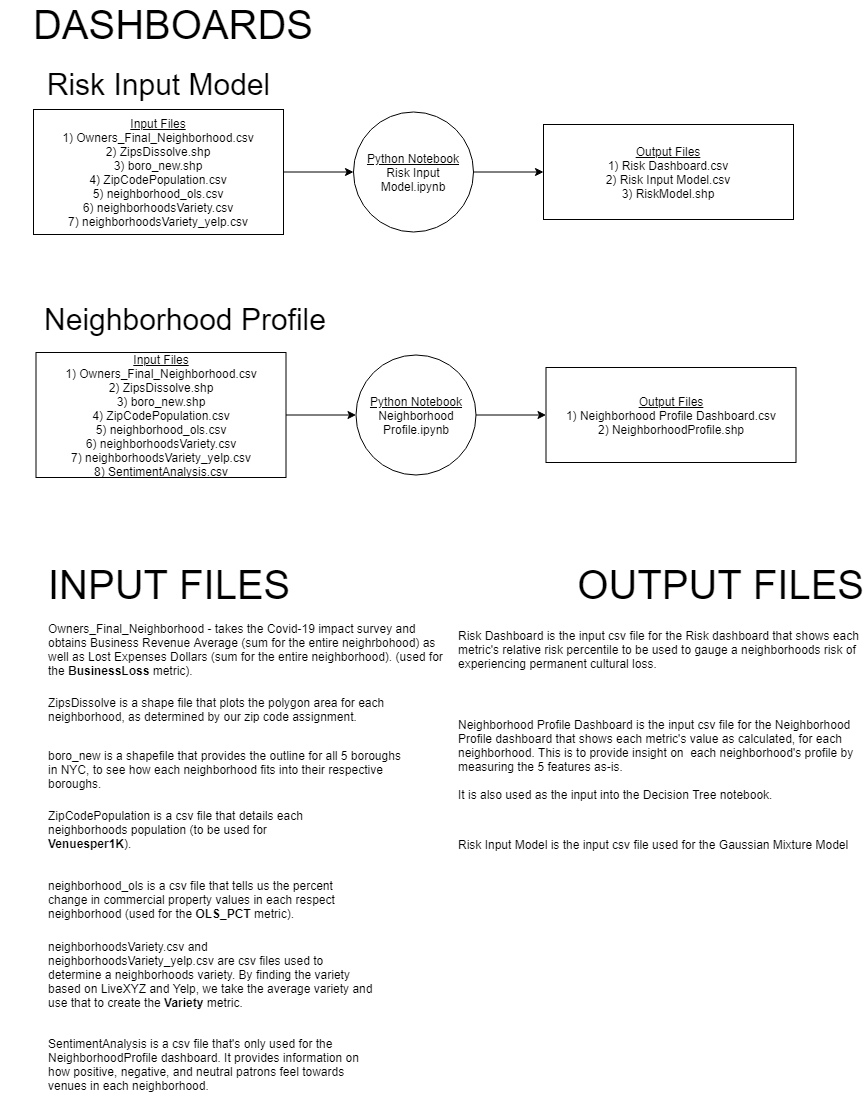 DASHBOARDS
Risk Input Model
Input Files
1) Owners_Final_Neighborhood.csv
2) ZipsDissolve.shp
3) boro_new.shp
4) ZipCodePopulation.csv
5) neighborhood_ols.csv
6) neighborhoodsVariety.csv
7) neighborhoodsVariety_yelp.csv
Python Notebook
Risk Input
Model.ipynb
Output Files
1) Risk Dashboard.csv
2) Risk Input Model.csv
3) RiskModel.shp
Neighborhood Profile
Input Files
1) Owners_Final_Neighborhood.csv
2) ZipsDissolve.shp
3) boro_new.shp
4) ZipCodePopulation.csv
5) neighborhood_ols.csv
6) neighborhoodsVariety.csv
7) neighborhoodsVariety_yelp.csv
8) SentimentAnalysis.csv
Python Notebook
Neighborhood
Profile.ipynb
Output Files
1) Neighborhood Profile Dashboard.csv
2) NeighborhoodProfile.shp
INPUT FILES
Owners_Final_Neighborhood - takes the Covid-19 impact survey and
obtains Business Revenue Average (sum for the entire neighrbohood) as
well as Lost Expenses Dollars (sum for the entire neighborhood). (used for
the BusinessLoss metric).
ZipsDissolve is a shape file that plots the polygon area for each
neighborhood, as determined by our zip code assignment.
boro_new is a shapefile that provides the outline for all 5 boroughs
in NYC, to see how each neighborhood fits into their respective
boroughs.
ZipCodePopulation is a csv file that details each
neighborhoods population (to be used for
Venuesper1K).
neighborhood_ols is a csv file that tells us the percent
change in commercial property values in each respect
neighborhood (used for the OLS_PCT metric).
neighborhoodsVariety.csv and
neighborhoodsVariety_yelp.csv are csv files used to
determine a neighborhoods variety. By finding the variety
based on LiveXYZ and Yelp, we take the average variety and
use that to create the Variety metric.
SentimentAnalysis is a csv file that's only used for the
NeighborhoodProfile dashboard. It provides information on
how positive, negative, and neutral patrons feel towards
venues in each neighborhood.
OUTPUT FILES
Risk Dashboard is the input csv file for the Risk dashboard that shows each
metric's relative risk percentile to be used to gauge a neighborhoods risk of
experiencing permanent cultural loss.
Neighborhood Profile Dashboard is the input csv file for the Neighborhood
Profile dashboard that shows each metric's value as calculated, for each
neighborhood. This is to provide insight on each neighborhood's profile by
measuring the 5 features as-is.
It is also used as the input into the Decision Tree notebook.
Risk Input Model is the input csv file used for the Gaussian Mixture Model